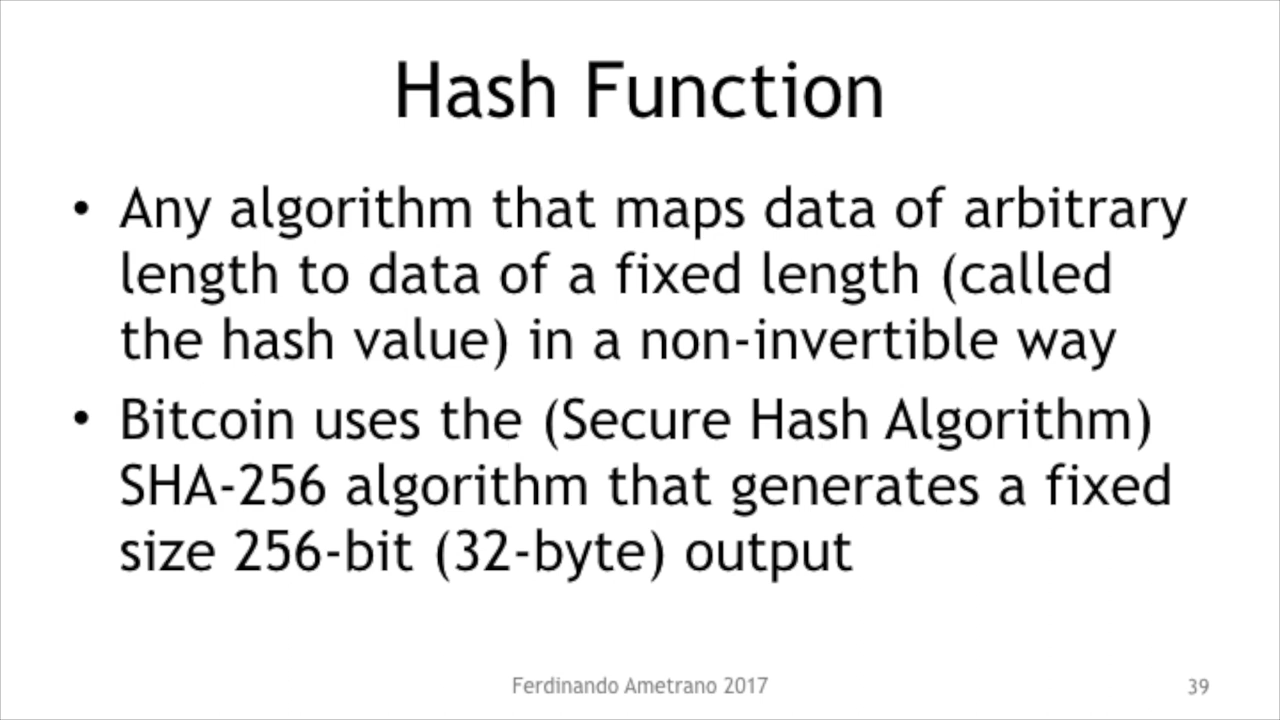 Hash Function
• Any algorithm that maps data of arbitrary
length to data of a fixed length (called
the hash value) in a non-invertible way
• Bitcoin uses the (Secure Hash Algorithm)
SHA-256 algorithm that generates a fixed
size 256-bit (32-byte) output
Ferdinando Ametrano 2017
39